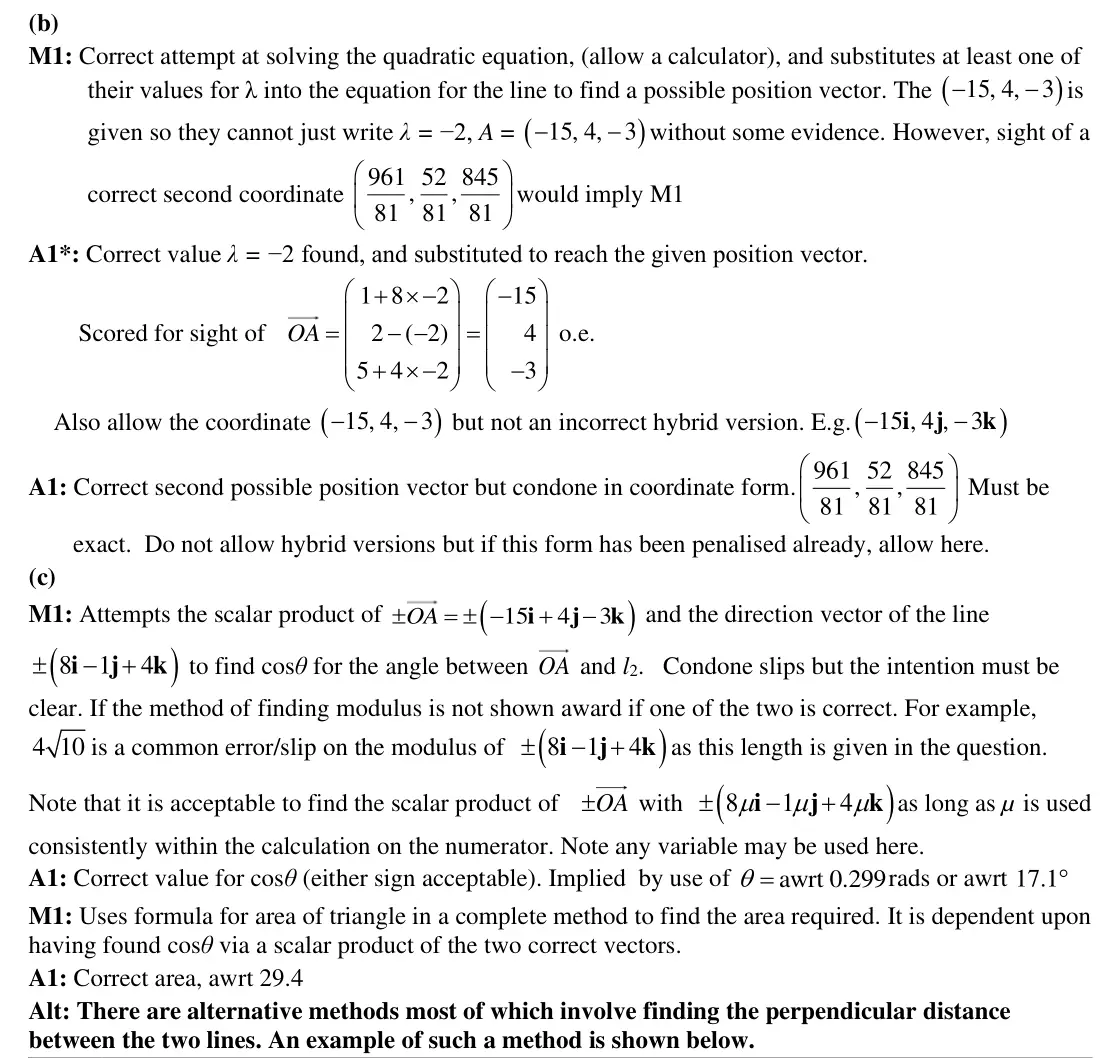 (b)
M1: Correct attempt at solving the quadratic equation, (allow a calculator), and substitutes at least one of
their values for λ into the equation for the line to find a possible position vector. The (−15, 4, −3) is
given so they cannot just write λ = −2, A = (−15, 4, −3) without some evidence. However, sight of a
correct second coordinate (961/81, 52/81, 845/81) would imply M1
A1*: Correct value λ = −2 found, and substituted to reach the given position vector.
Scored for sight of $\overrightarrow{OA} = \begin{pmatrix} 1+8\times-2 \\ 2-(-2) \\ 5+4\times-2 \end{pmatrix} = \begin{pmatrix} -15 \\ 4 \\ -3 \end{pmatrix}$ o.e.
Also allow the coordinate (−15, 4, −3) but not an incorrect hybrid version. E.g. (−15i, 4j, −3k)
A1: Correct second possible position vector but condone in coordinate form. (961/81, 52/81, 845/81) Must be
exact. Do not allow hybrid versions but if this form has been penalised already, allow here.
(c)
M1: Attempts the scalar product of $\pm\overrightarrow{OA}$ = ±(−15i + 4j − 3k) and the direction vector of the line
±(8i − 1j + 4k) to find cosθ for the angle between $\overrightarrow{OA}$ and l₂. Condone slips but the intention must be
clear. If the method of finding modulus is not shown award if one of the two is correct. For example,
4√10 is a common error/slip on the modulus of ±(8i − 1j + 4k) as this length is given in the question.
Note that it is acceptable to find the scalar product of $\pm\overrightarrow{OA}$ with ±(8μi − 1μj + 4μk) as long as μ is used
consistently within the calculation on the numerator. Note any variable may be used here.
A1: Correct value for cosθ (either sign acceptable). Implied by use of θ = awrt 0.299 rads or awrt 17.1°
M1: Uses formula for area of triangle in a complete method to find the area required. It is dependent upon
having found cosθ via a scalar product of the two correct vectors.
A1: Correct area, awrt 29.4
Alt: There are alternative methods most of which involve finding the perpendicular distance
between the two lines. An example of such a method is shown below.